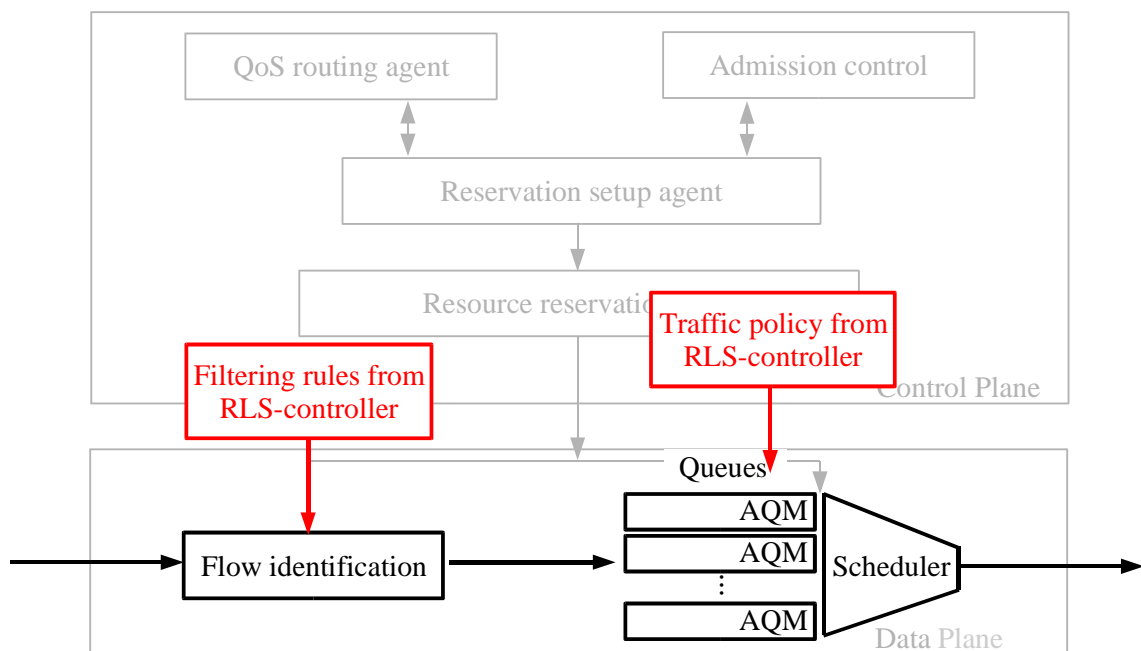 QoS routing agent
Admission control
Reservation setup agent
Resource reservatio
Traffic policy from
RLS-controller
Filtering rules from
RLS-controller
Control Plane
Queues
AQM
AQM
⋮
AQM
Flow identification
Scheduler
Data Plane